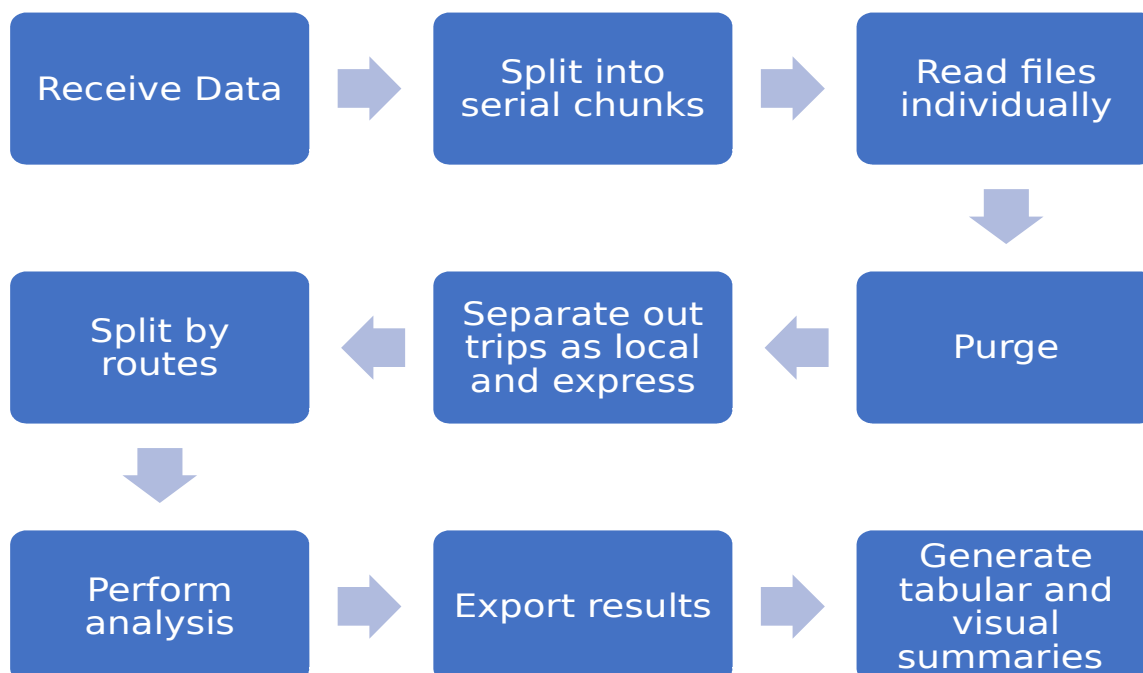 Receive Data
Split into
serial chunks
Read files
individually
Purge
Separate out
trips as local
and express
Split by
routes
Perform
analysis
Export results
Generate
tabular and
visual
summaries